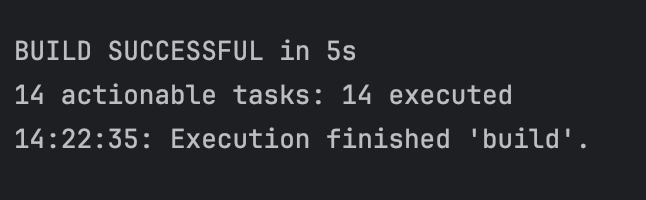 BUILD SUCCESSFUL in 5s
14 actionable tasks: 14 executed
14:22:35: Execution finished 'build'.